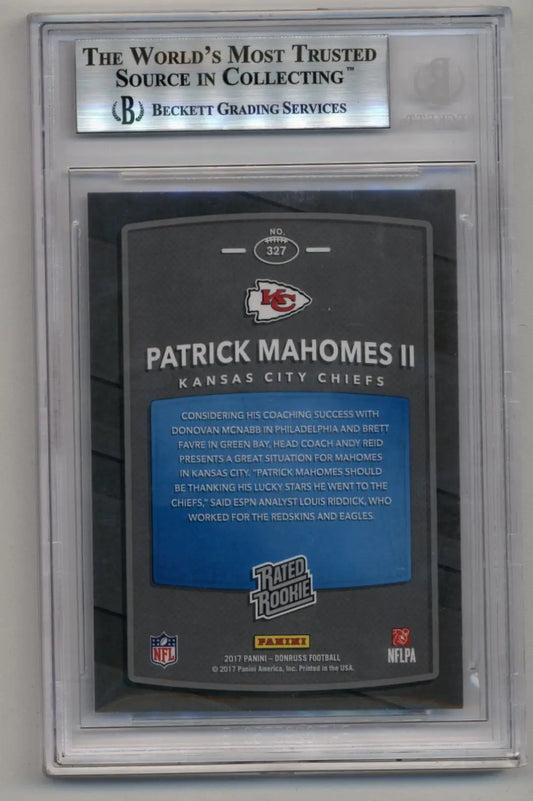 THE WORLD'S MOST TRUSTED
SOURCE IN COLLECTING™
B BECKETT GRADING SERVICES
NO.
327
KC
PATRICK MAHOMES II
KANSAS CITY CHIEFS
CONSIDERING HIS COACHING SUCCESS WITH
DONOVAN MCNABB IN PHILADELPHIA AND BRETT
FAVRE IN GREEN BAY, HEAD COACH ANDY REID
PRESENTS A GREAT SITUATION FOR MAHOMES
IN KANSAS CITY. "PATRICK MAHOMES SHOULD
BE THANKING HIS LUCKY STARS HE WENT TO THE
CHIEFS," SAID ESPN ANALYST LOUIS RIDDICK, WHO
WORKED FOR THE REDSKINS AND EAGLES.
RATED
ROOKIE
PANINI
NFL
NFLPA
2017 PANINI – DONRUSS FOOTBALL
© 2017 Panini America, Inc. Printed in the USA.